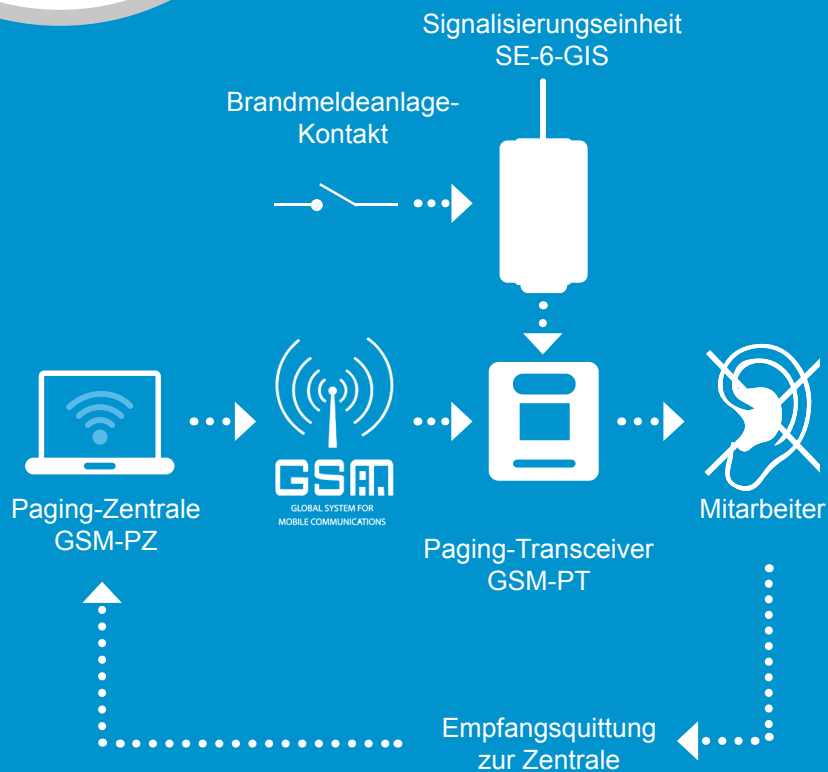 Signalisierungseinheit
SE-6-GIS
Brandmeldeanlage-
Kontakt
GSM
GLOBAL SYSTEM FOR
MOBILE COMMUNICATIONS
Paging-Zentrale
GSM-PZ
Paging-Transceiver
GSM-PT
Mitarbeiter
Empfangsquittung
zur Zentrale